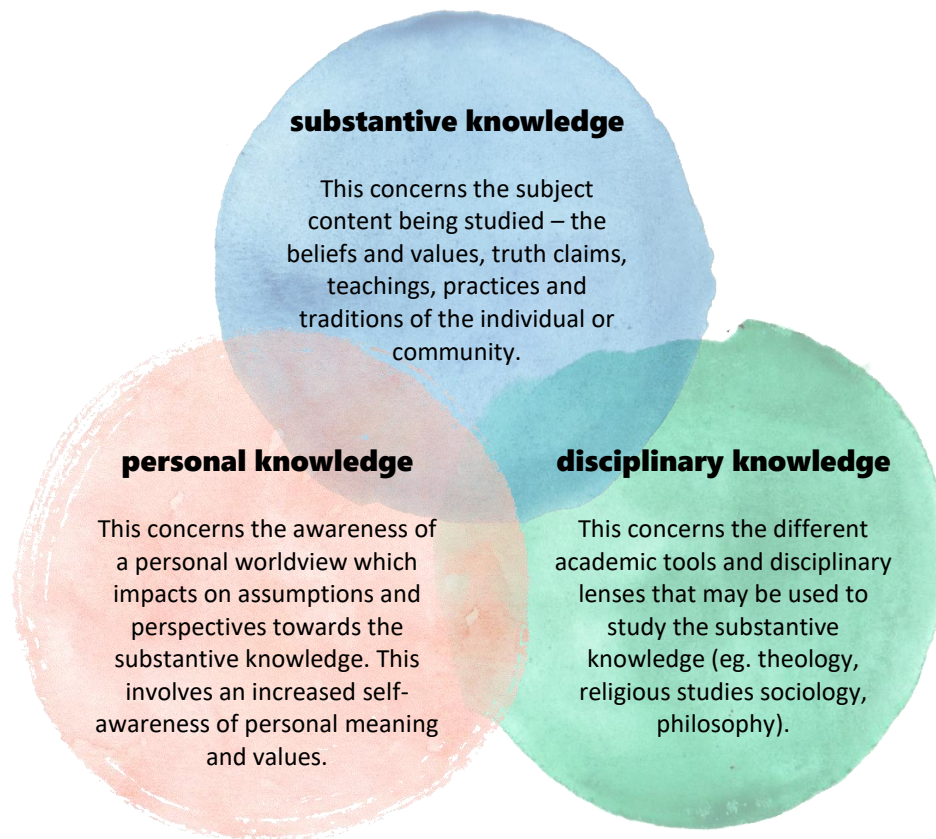 substantive knowledge
This concerns the subject
content being studied – the
beliefs and values, truth claims,
teachings, practices and
traditions of the individual or
community.
personal knowledge
This concerns the awareness of
a personal worldview which
impacts on assumptions and
perspectives towards the
substantive knowledge. This
involves an increased self-
awareness of personal meaning
and values.
disciplinary knowledge
This concerns the different
academic tools and disciplinary
lenses that may be used to
study the substantive
knowledge (eg. theology,
religious studies sociology,
philosophy).